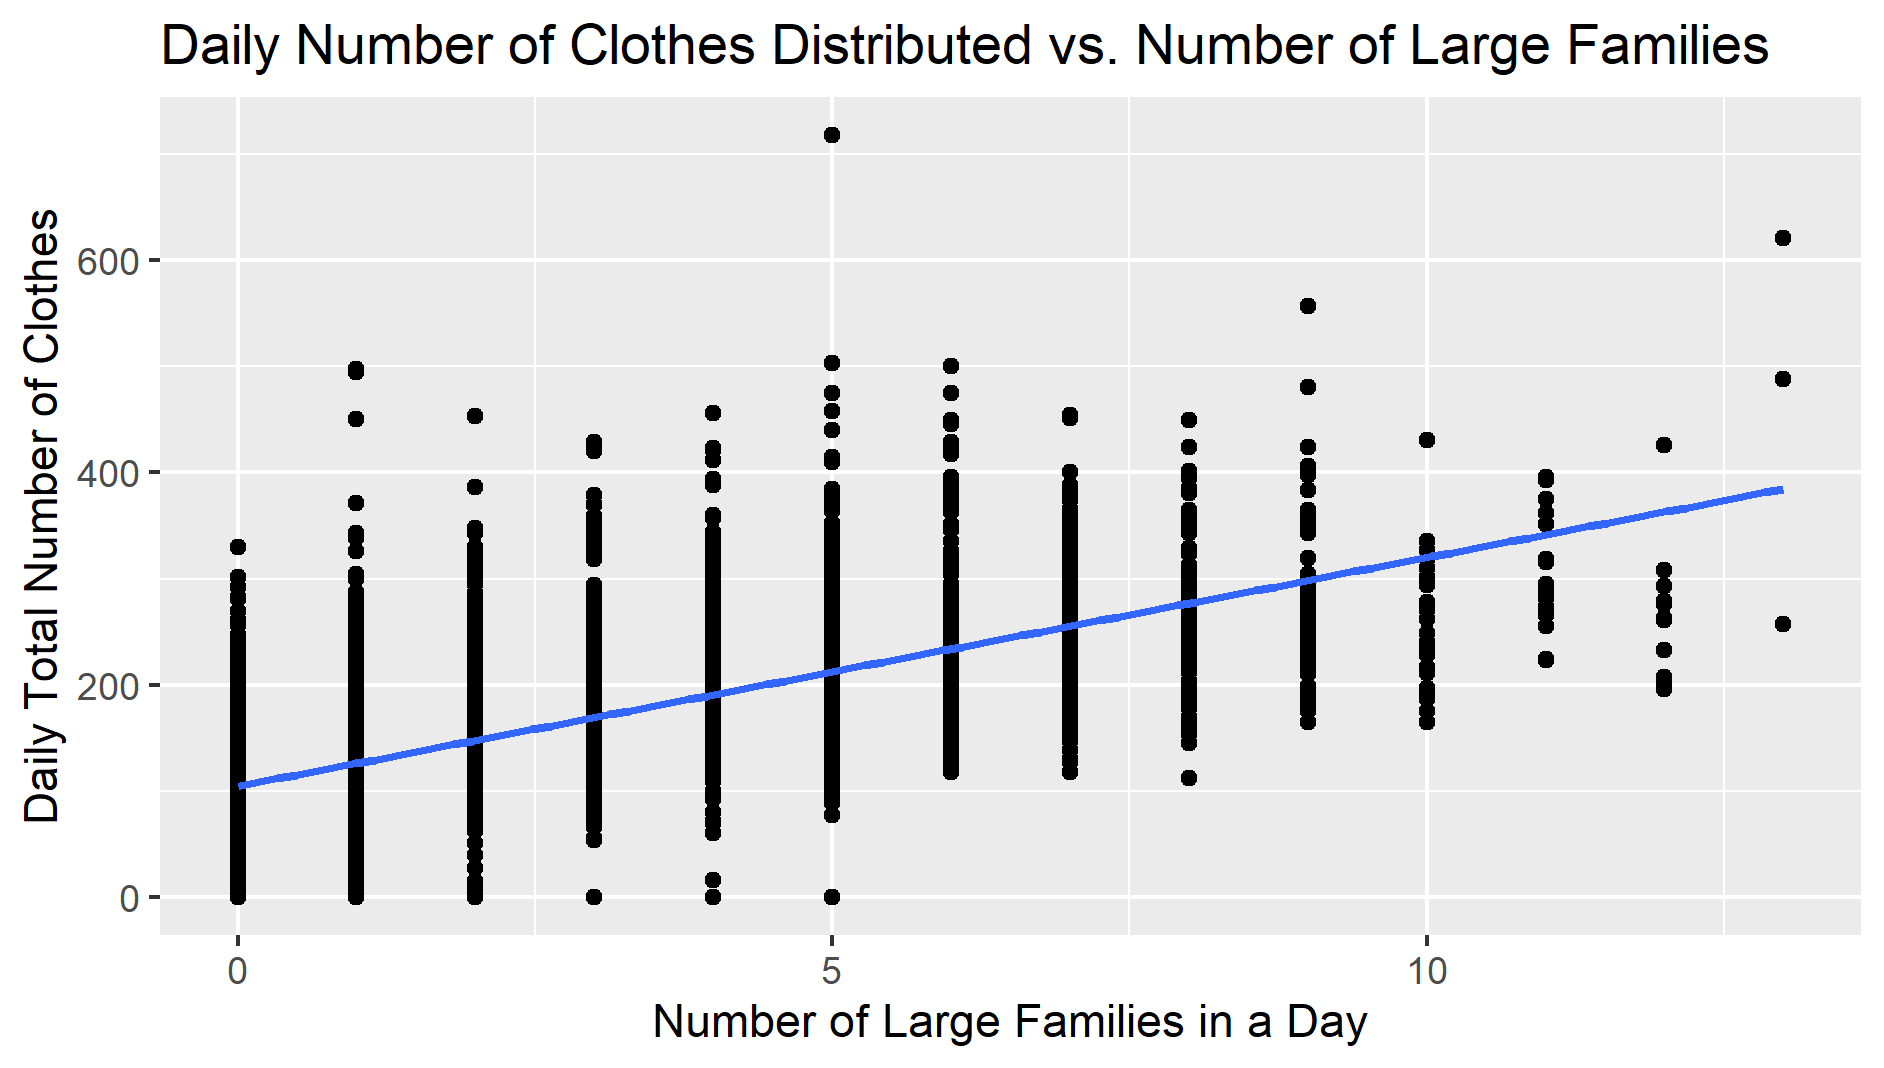 Daily Number of Clothes Distributed vs. Number of Large Families
Daily Total Number of Clothes
600
400
200
0
0 5 10
Number of Large Families in a Day